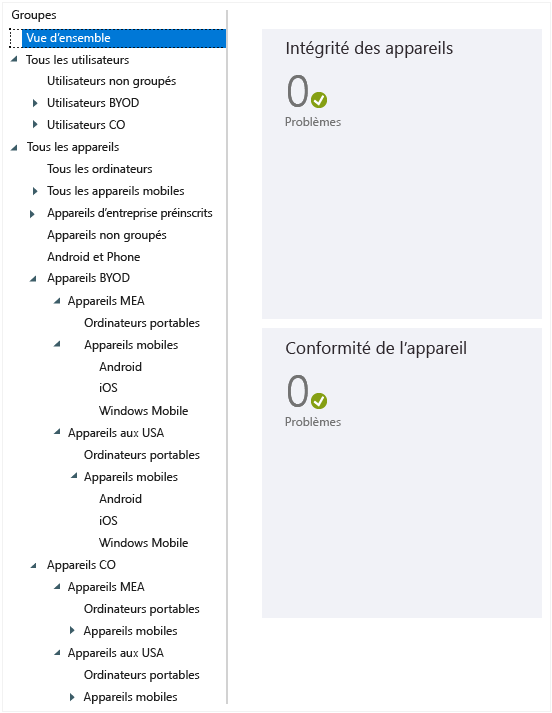 Groupes
Vue d’ensemble
Tous les utilisateurs
Utilisateurs non groupés
Utilisateurs BYOD
Utilisateurs CO
Tous les appareils
Tous les ordinateurs
Tous les appareils mobiles
Appareils d’entreprise préinscrits
Appareils non groupés
Android et Phone
Appareils BYOD
Appareils MEA
Ordinateurs portables
Appareils mobiles
Android
iOS
Windows Mobile
Appareils aux USA
Ordinateurs portables
Appareils mobiles
Android
iOS
Windows Mobile
Appareils CO
Appareils MEA
Ordinateurs portables
Appareils mobiles
Appareils aux USA
Ordinateurs portables
Appareils mobiles
Intégrité des appareils
0
Problèmes
Conformité de l’appareil
0
Problèmes